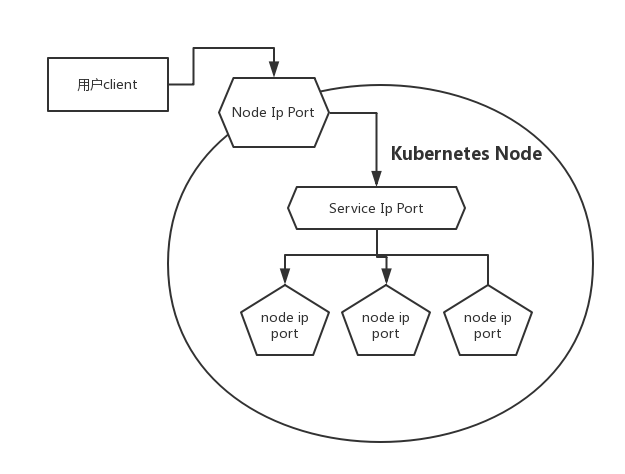 用户client
Node Ip Port
Kubernetes Node
Service Ip Port
node ip
port
node ip
port
node ip
port